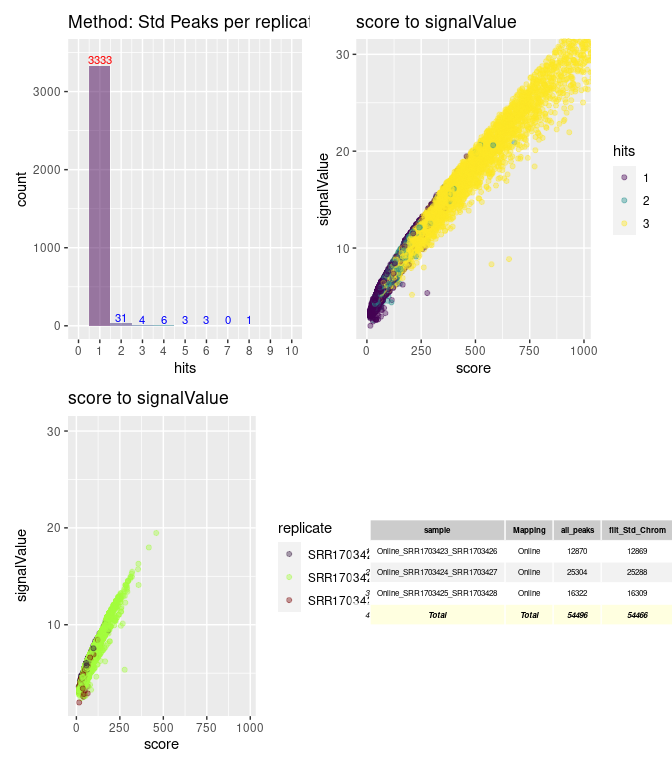 Method: Std Peaks per replicat
3333
31 4 6 3 3 0 1
3000
2000
1000
0
count
0 1 2 3 4 5 6 7 8 9 10
hits
score to signalValue
30
20
10
signalValue
0 250 500 750 1000
score
hits
1
2
3
score to signalValue
30
20
10
signalValue
0 250 500 750 1000
score
replicate
SRR170342
SRR170342
SRR170342
sample Mapping all_peaks filt_Std_Chrom
Online_SRR1703423_SRR1703426 Online 12870 12869
2 Online_SRR1703424_SRR1703427 Online 25304 25288
3 Online_SRR1703425_SRR1703428 Online 16322 16309
4 Total Total 54496 54466